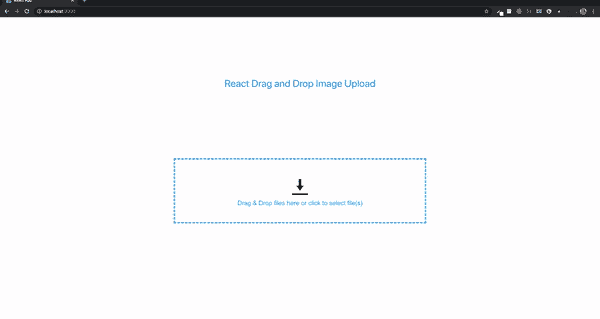 React App
localhost:3000
React Drag and Drop Image Upload
Drag & Drop files here or click to select file(s)